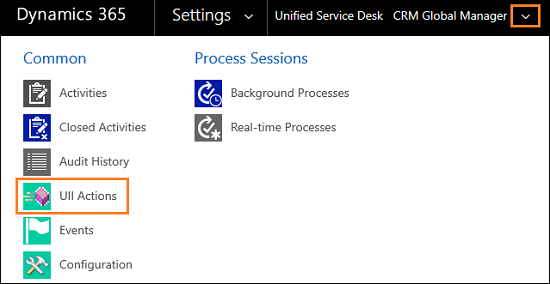 Dynamics 365 Settings Unified Service Desk CRM Global Manager
Common
Activities
Closed Activities
Audit History
UII Actions
Events
Configuration
Process Sessions
Background Processes
Real-time Processes